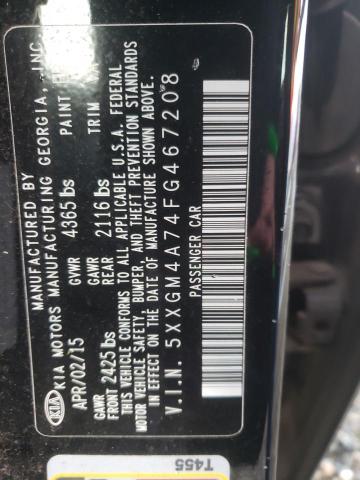 MANUFACTURED BY
KIA KIA MOTORS MANUFACTURING GEORGIA, INC
APR/02/15 GVWR 4365 lbs PAINT
GAWR GAWR TRIM
FRONT 2425 lbs REAR 2116 lbs
THIS VEHICLE CONFORMS TO ALL APPLICABLE U.S.A. FEDERAL
MOTOR VEHICLE SAFETY, BUMPER, AND THEFT PREVENTION STANDARDS
IN EFFECT ON THE DATE OF MANUFACTURE SHOWN ABOVE.
V.I.N. 5XXGM4A74FG467208
PASSENGER CAR
T455